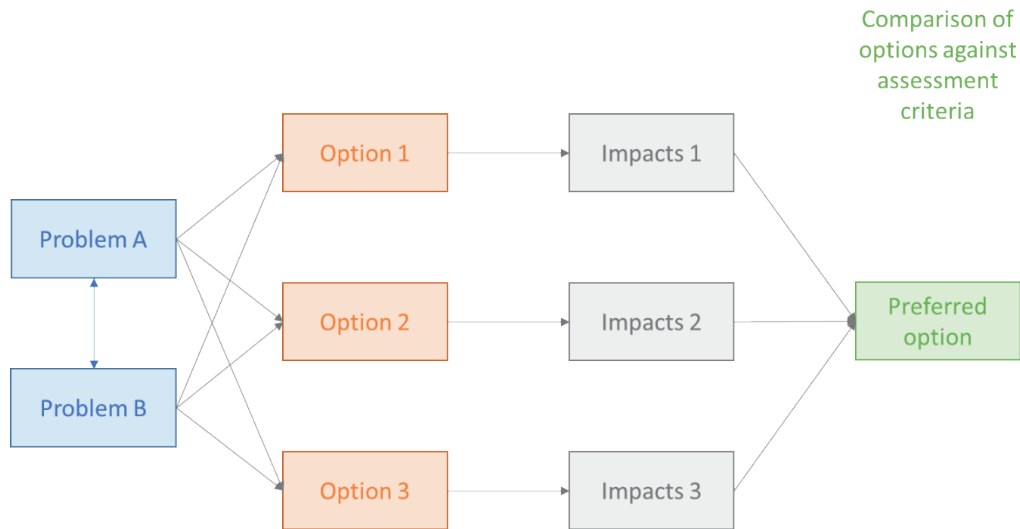 Comparison of
options against
assessment
criteria
Option 1
Impacts 1
Problem A
Option 2
Impacts 2
Preferred
option
Problem B
Option 3
Impacts 3